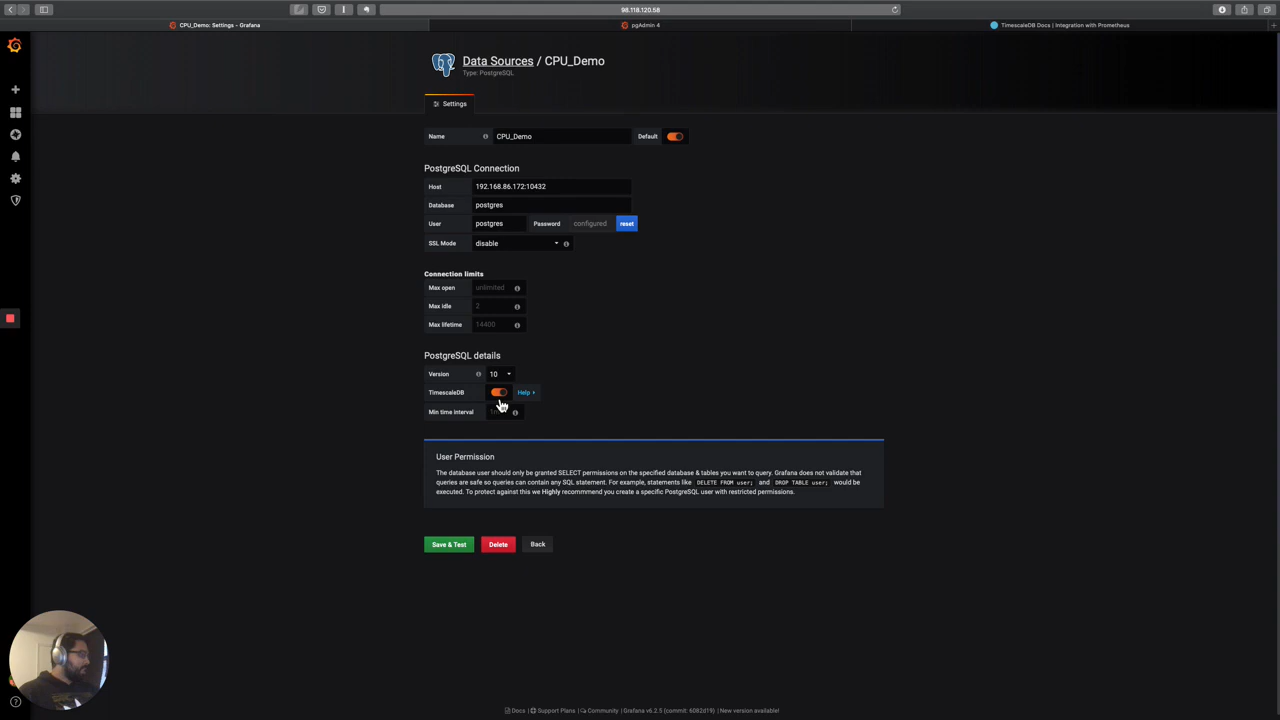 98.118.120.58
CPU_Demo: Settings - Grafana
pgAdmin 4
TimescaleDB Docs | Integration with Prometheus
Data Sources / CPU_Demo
Type: PostgreSQL
Settings
Name CPU_Demo Default
PostgreSQL Connection
Host 192.168.86.172:10432
Database postgres
User postgres Password configured reset
SSL Mode disable
Connection limits
Max open unlimited
Max idle 2
Max lifetime 14400
PostgreSQL details
Version 10
TimescaleDB Help
Min time interval
User Permission
The database user should only be granted SELECT permissions on the specified database & tables you want to query. Grafana does not validate that
queries are safe so queries can contain any SQL statement. For example, statements like DELETE FROM user; and DROP TABLE user; would be
executed. To protect against this we Highly recommmend you create a specific PostgreSQL user with restricted permissions.
Save & Test Delete Back
Docs | Support Plans | Community | Grafana v6.2.5 (commit: 6082d19) | New version available!